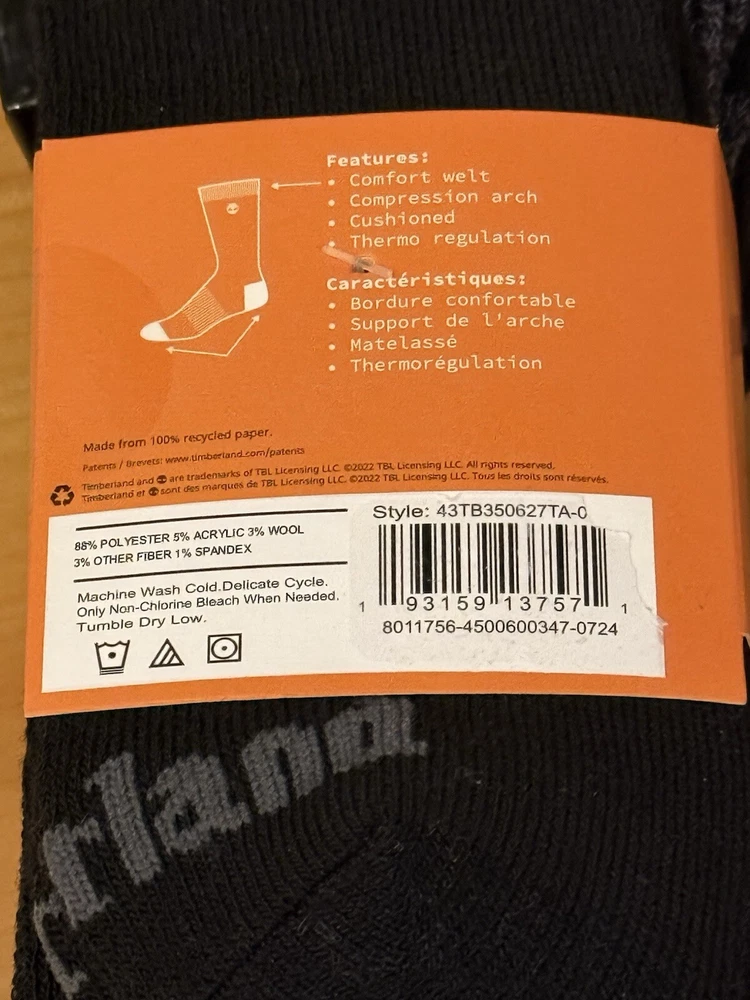 Features:
• Comfort welt
• Compression arch
• Cushioned
• Thermo regulation
Caractéristiques:
• Bordure confortable
• Support de l'arche
• Matelassé
• Thermorégulation
Made from 100% recycled paper.
Patents / Brevets: www.timberland.com/patents
Timberland and are trademarks of TBL Licensing LLC. ©2022 TBL Licensing LLC. All rights reserved.
Timberland et sont des marques de TBL Licensing LLC. ©2022 TBL Licensing LLC. Tous les droits sont réservés.
88% POLYESTER 5% ACRYLIC 3% WOOL
3% OTHER FIBER 1% SPANDEX
Machine Wash Cold.Delicate Cycle.
Only Non-Chlorine Bleach When Needed.
Tumble Dry Low.
Style: 43TB350627TA-0
1 93159 13757 1
8011756-4500600347-0724
rland